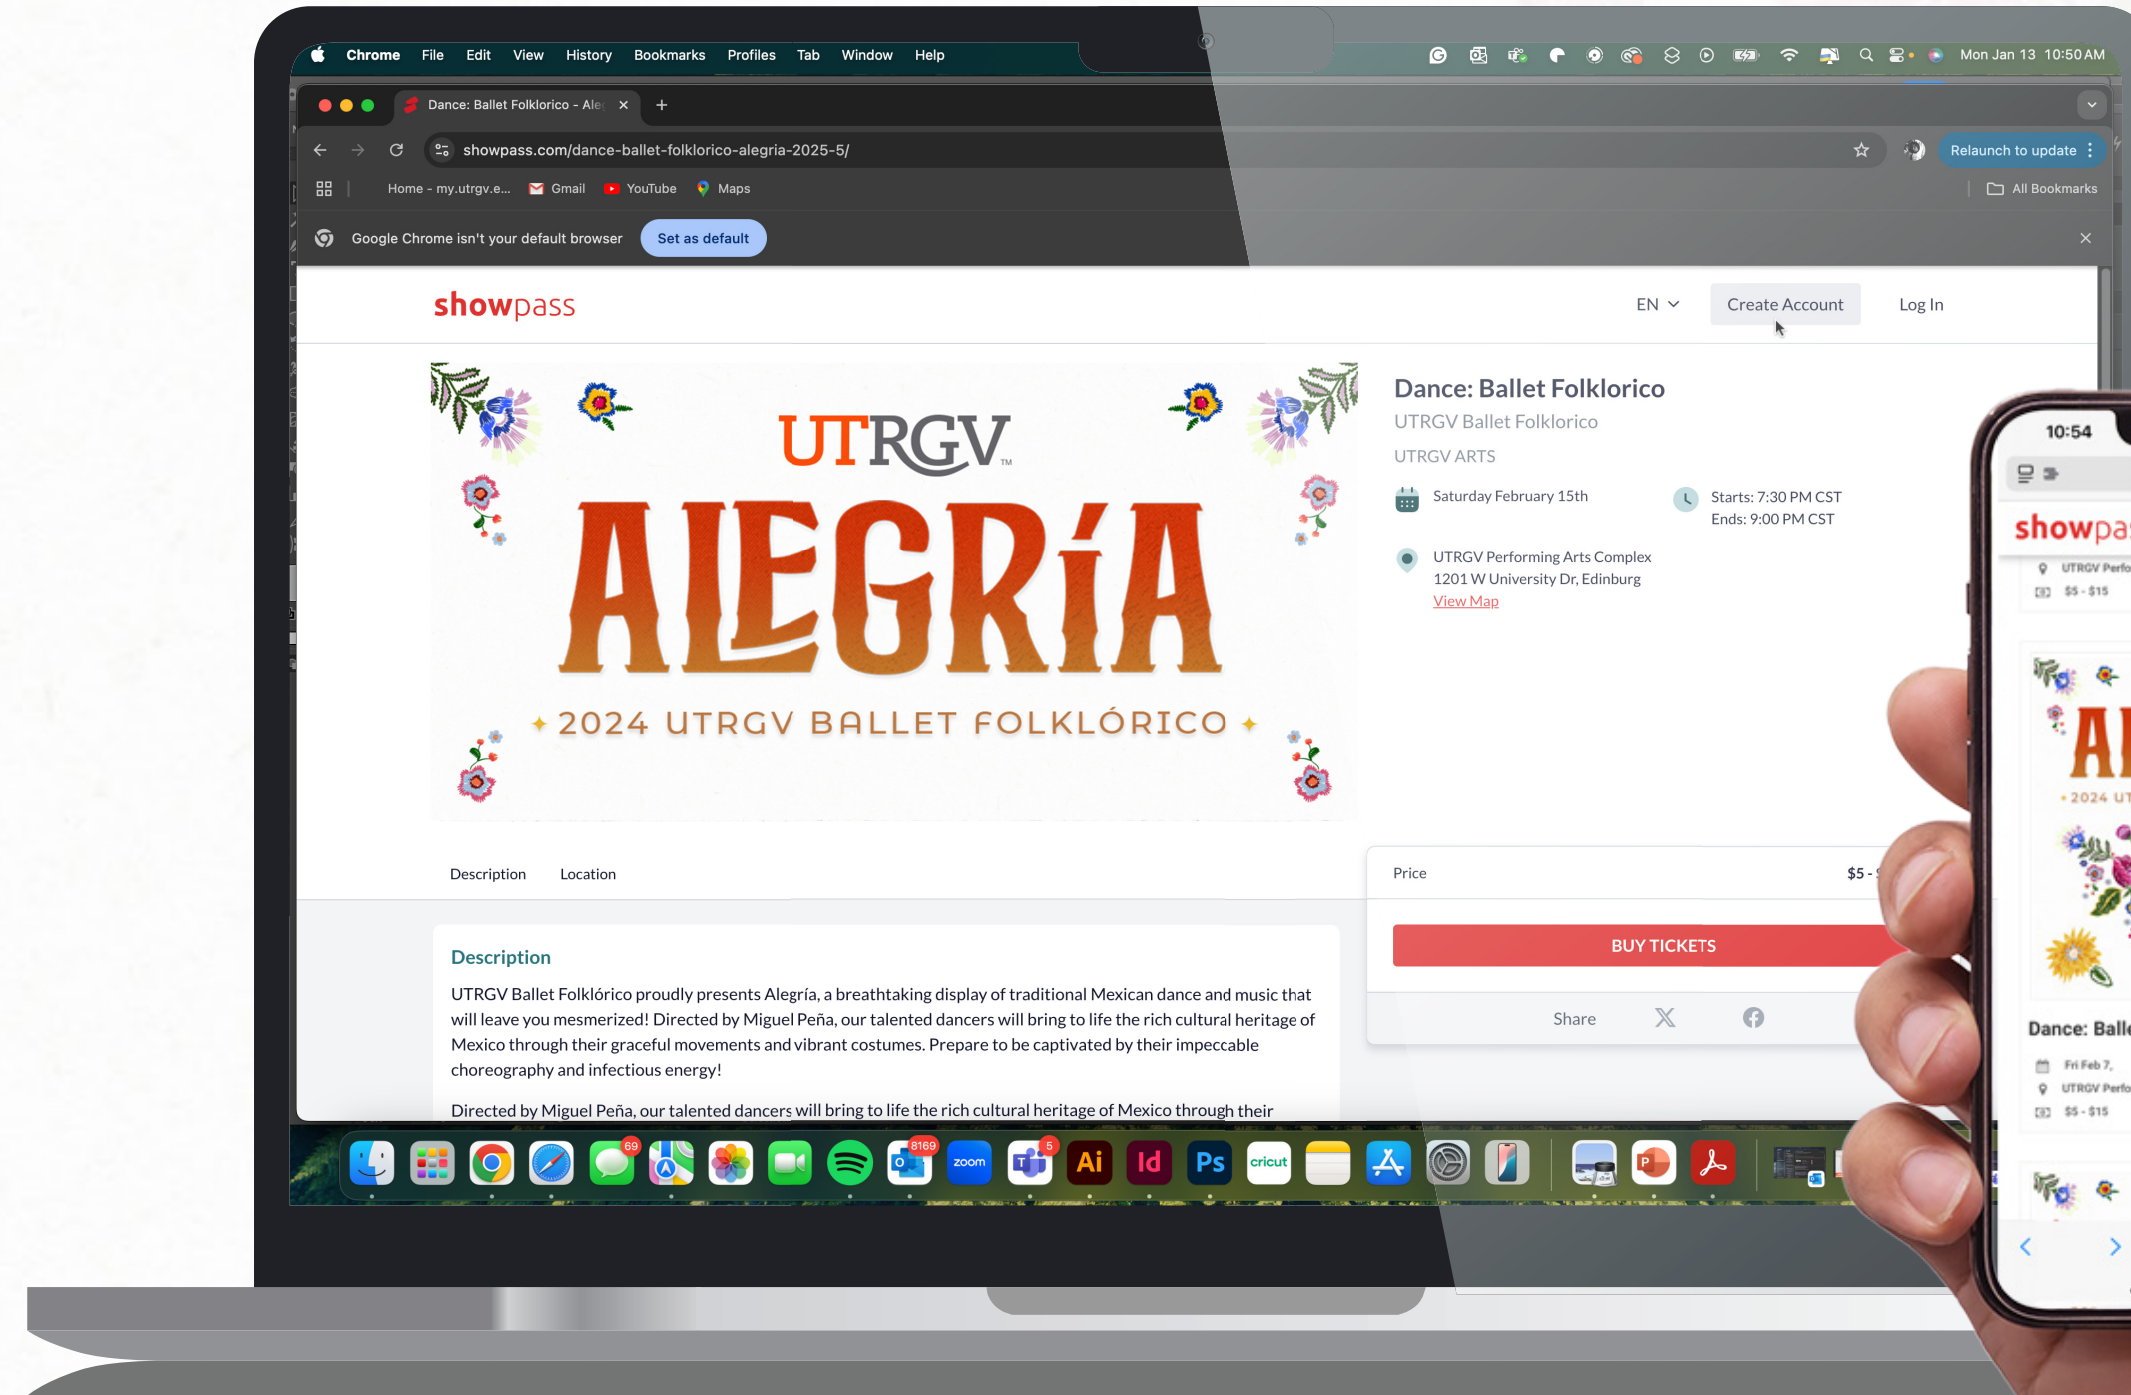 Chrome File Edit View History Bookmarks Profiles Tab Window Help
Mon Jan 13 10:50 AM
Dance: Ballet Folklorico - Ale
showpass.com/dance-ballet-folklorico-alegria-2025-5/
Relaunch to update
Home - my.utrgv.e... Gmail YouTube Maps
All Bookmarks
Google Chrome isn't your default browser Set as default
showpass
EN Create Account Log In
UTRGV™
ALEGRÍA
2024 UTRGV BALLET FOLKLÓRICO
Dance: Ballet Folklorico
UTRGV Ballet Folklorico
UTRGV ARTS
Saturday February 15th
Starts: 7:30 PM CST
Ends: 9:00 PM CST
UTRGV Performing Arts Complex
1201 W University Dr, Edinburg
View Map
Description Location
Price $5 -
BUY TICKETS
Share
Description
UTRGV Ballet Folklórico proudly presents Alegría, a breathtaking display of traditional Mexican dance and music that
will leave you mesmerized! Directed by Miguel Peña, our talented dancers will bring to life the rich cultural heritage of
Mexico through their graceful movements and vibrant costumes. Prepare to be captivated by their impeccable
choreography and infectious energy!
Directed by Miguel Peña, our talented dancers will bring to life the rich cultural heritage of Mexico through their
69 8169 zoom 5 Ai Id Ps cricut
10:54
showpa
UTRGV Perfo
$5 - $15
AL
2024 UT
Dance: Balle
Fri Feb 7,
UTRGV Perfo
$5 - $15